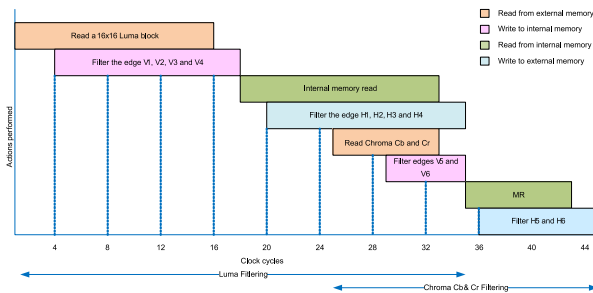 Read from external memory
Write to internal memory
Read from internal memory
Write to external memory
Read a 16x16 Luma block
Filter the edge V1, V2, V3 and V4
Internal memory read
Filter the edge H1, H2, H3 and H4
Read Chroma Cb and Cr
Filter edges V5 and
V6
MR
Filter H5 and H6
Actions performed
4 8 12 16 20 24 28 32 36 40 44
Clock cycles
Luma Fitlering
Chroma Cb& Cr Filtering